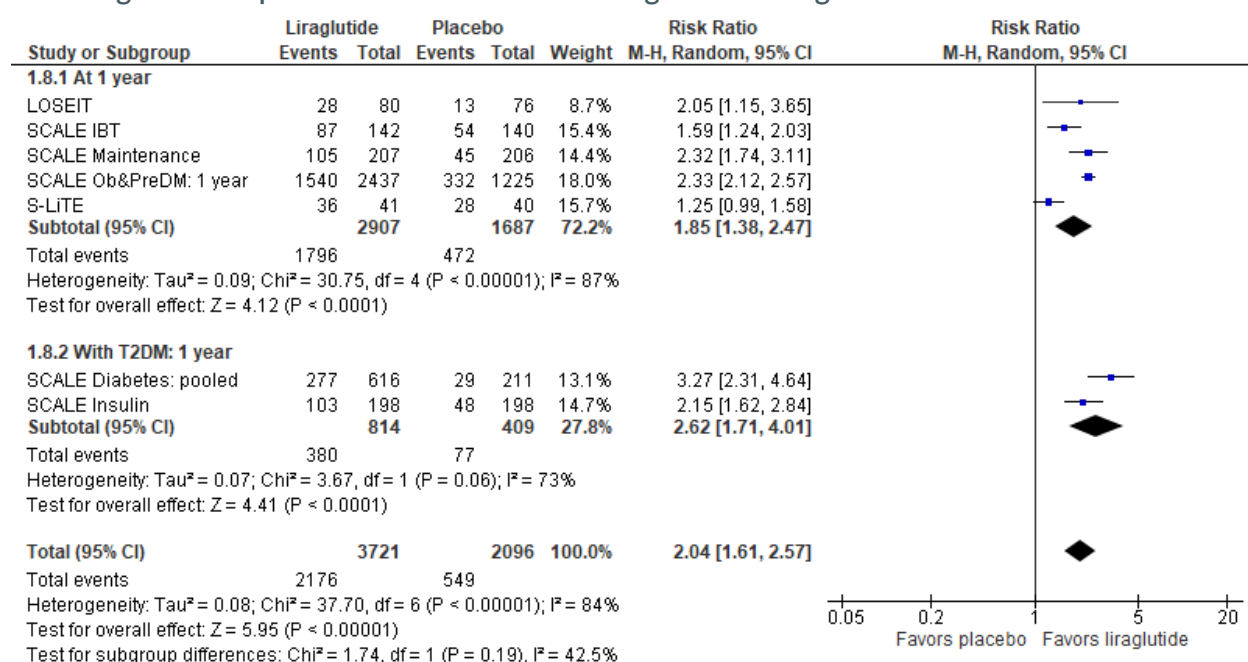 Liraglutide Placebo Risk Ratio Risk Ratio
Study or Subgroup Events Total Events Total Weight M-H, Random, 95% CI M-H, Random, 95% CI
1.8.1 At 1 year
LOSEIT 28 80 13 76 8.7% 2.05 [1.15, 3.65]
SCALE IBT 87 142 54 140 15.4% 1.59 [1.24, 2.03]
SCALE Maintenance 105 207 45 206 14.4% 2.32 [1.74, 3.11]
SCALE Ob&PreDM: 1 year 1540 2437 332 1225 18.0% 2.33 [2.12, 2.57]
S-LiTE 36 41 28 40 15.7% 1.25 [0.99, 1.58]
Subtotal (95% CI) 2907 1687 72.2% 1.85 [1.38, 2.47]
Total events 1796 472
Heterogeneity: Tau² = 0.09; Chi² = 30.75, df = 4 (P < 0.00001); I² = 87%
Test for overall effect: Z = 4.12 (P < 0.0001)
1.8.2 With T2DM: 1 year
SCALE Diabetes: pooled 277 616 29 211 13.1% 3.27 [2.31, 4.64]
SCALE Insulin 103 198 48 198 14.7% 2.15 [1.62, 2.84]
Subtotal (95% CI) 814 409 27.8% 2.62 [1.71, 4.01]
Total events 380 77
Heterogeneity: Tau² = 0.07; Chi² = 3.67, df = 1 (P = 0.06); I² = 73%
Test for overall effect: Z = 4.41 (P < 0.0001)
Total (95% CI) 3721 2096 100.0% 2.04 [1.61, 2.57]
Total events 2176 549
Heterogeneity: Tau² = 0.08; Chi² = 37.70, df = 6 (P < 0.00001); I² = 84%
Test for overall effect: Z = 5.95 (P < 0.00001)
Test for subgroup differences: Chi² = 1.74, df = 1 (P = 0.19), I² = 42.5%
0.05 0.2 1 5 20
Favors placebo Favors liraglutide